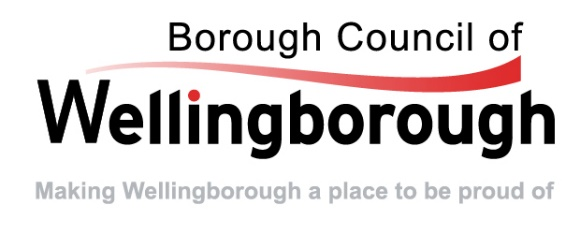 Borough Council of
Wellingborough
Making Wellingborough a place to be proud of